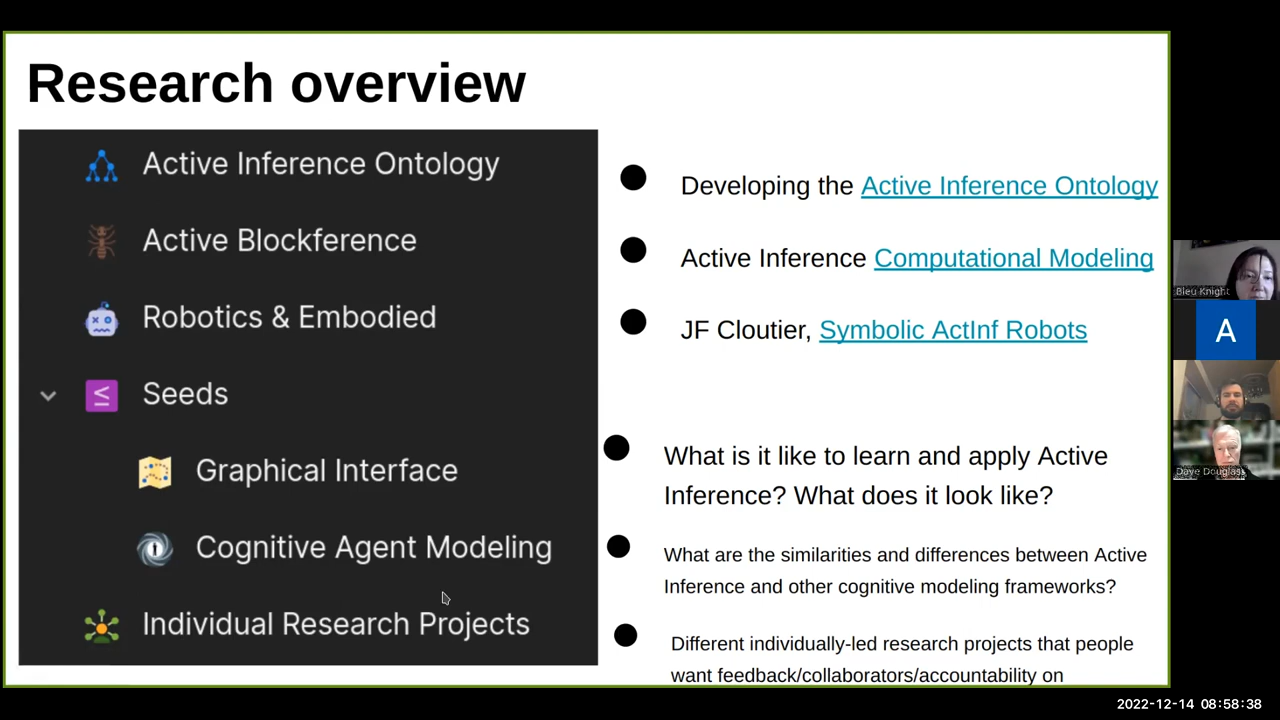 Research overview
Active Inference Ontology
Active Blockference
Robotics & Embodied
Seeds
Graphical Interface
Cognitive Agent Modeling
Individual Research Projects
Developing the Active Inference Ontology
Active Inference Computational Modeling
JF Cloutier, Symbolic ActInf Robots
What is it like to learn and apply Active
Inference? What does it look like?
What are the similarities and differences between Active
Inference and other cognitive modeling frameworks?
Different individually-led research projects that people
want feedback/collaborators/accountability on
Bleu Knight
A
Dave Douglass
2022-12-14 08:58:38